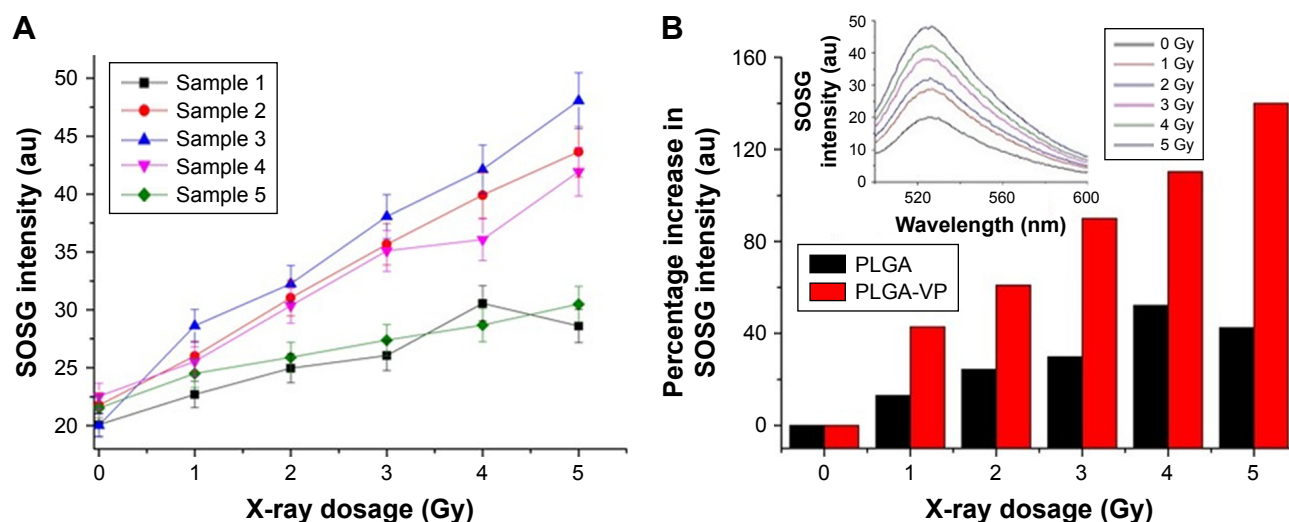 A
SOSG intensity (au)
50
45
40
35
30
25
20
Sample 1
Sample 2
Sample 3
Sample 4
Sample 5
0 1 2 3 4 5
X-ray dosage (Gy)
B
Percentage increase in
SOSG intensity (au)
160
120
80
40
0
SOSG
intensity (au)
50
40
30
20
10
0
520 560 600
Wavelength (nm)
0 Gy
1 Gy
2 Gy
3 Gy
4 Gy
5 Gy
PLGA
PLGA-VP
0 1 2 3 4 5
X-ray dosage (Gy)